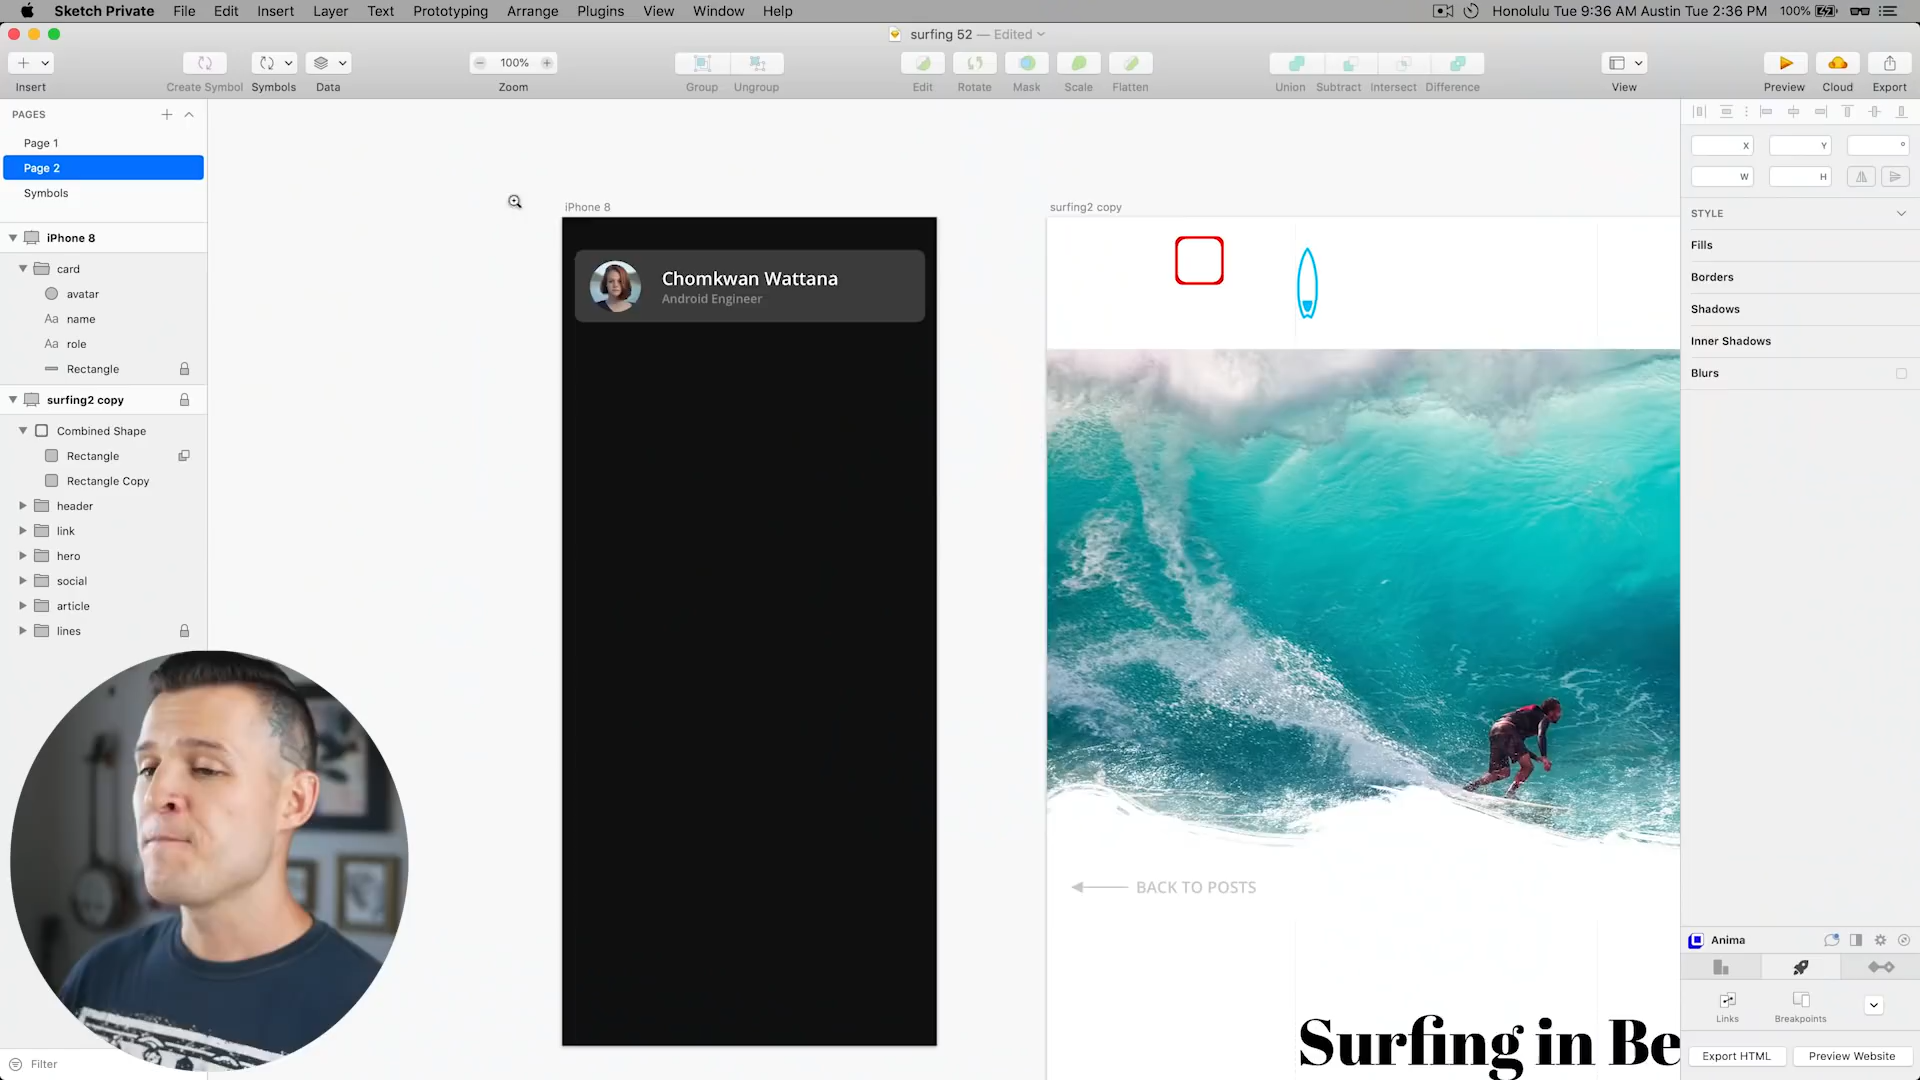 Sketch Private File Edit Insert Layer Text Prototyping Arrange Plugins View Window Help Honolulu Tue 9:36 AM Austin Tue 2:36 PM 100%
surfing 52 — Edited
100%
Insert Create Symbol Symbols Data Zoom Group Ungroup Edit Rotate Mask Scale Flatten Union Subtract Intersect Difference View Preview Cloud Export
PAGES
Page 1
Page 2
Symbols
iPhone 8
card
avatar
Aa name
Aa role
Rectangle
surfing2 copy
Combined Shape
Rectangle
Rectangle Copy
header
link
hero
social
article
lines
Filter
iPhone 8
Chomkwan Wattana
Android Engineer
surfing2 copy
BACK TO POSTS
Surfing in Be
X Y °
W H
STYLE
Fills
Borders
Shadows
Inner Shadows
Blurs
Anima
Links Breakpoints
Export HTML Preview Website